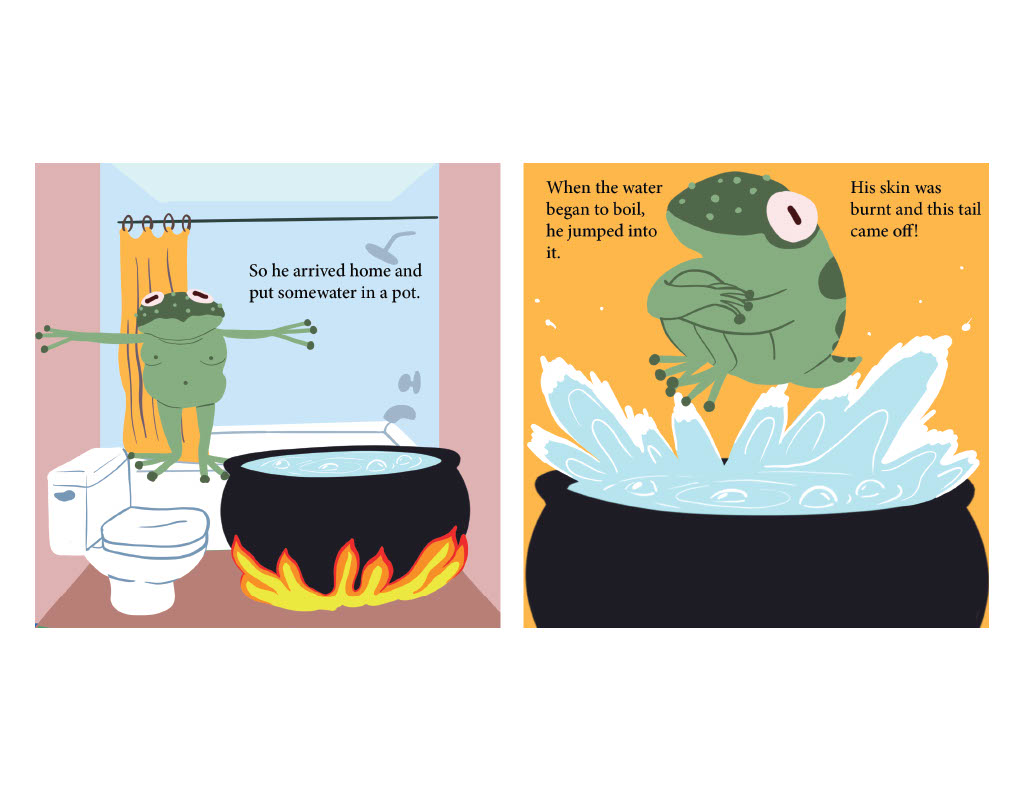 So he arrived home and
put somewater in a pot.
When the water
began to boil,
he jumped into
it.
His skin was
burnt and this tail
came off!